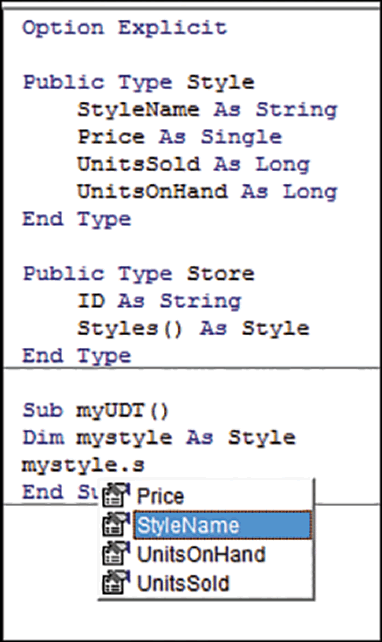 Option Explicit
Public Type Style
StyleName As String
Price As Single
UnitsSold As Long
UnitsOnHand As Long
End Type
Public Type Store
ID As String
Styles() As Style
End Type
Sub myUDT()
Dim mystyle As Style
mystyle.s
End Su
Price
StyleName
UnitsOnHand
UnitsSold